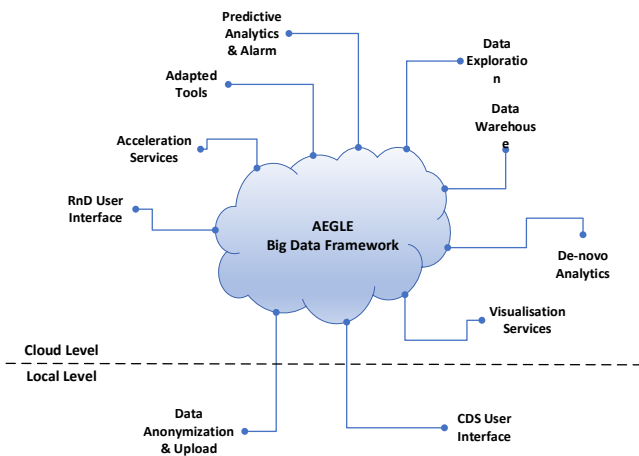 Predictive
Analytics
& Alarm
Data
Exploratio
n
Adapted
Tools
Data
Warehous
e
Acceleration
Services
RnD User
Interface
AEGLE
Big Data Framework
De-novo
Analytics
Visualisation
Services
Cloud Level
Local Level
Data
Anonymization
& Upload
CDS User
Interface